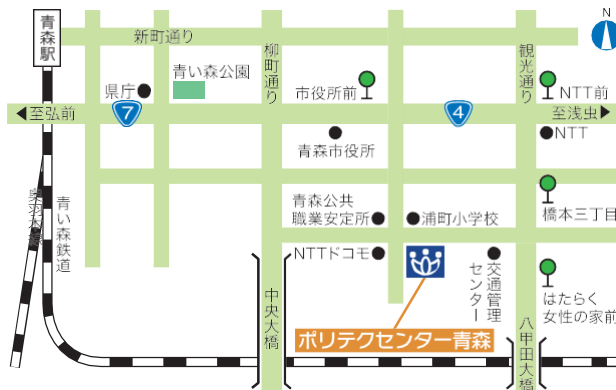 青森駅
新町通り
N
柳町通り
観光通り
青い森公園
県庁
市役所前
NTT前
至弘前
7
4
至浅虫
青森市役所
NTT
青い森鉄道
青森公共
職業安定所
浦町小学校
橋本三丁目
NTTドコモ
交通管理
センター
はたらく
女性の家前
中央大橋
八甲田大橋
ポリテクセンター青森